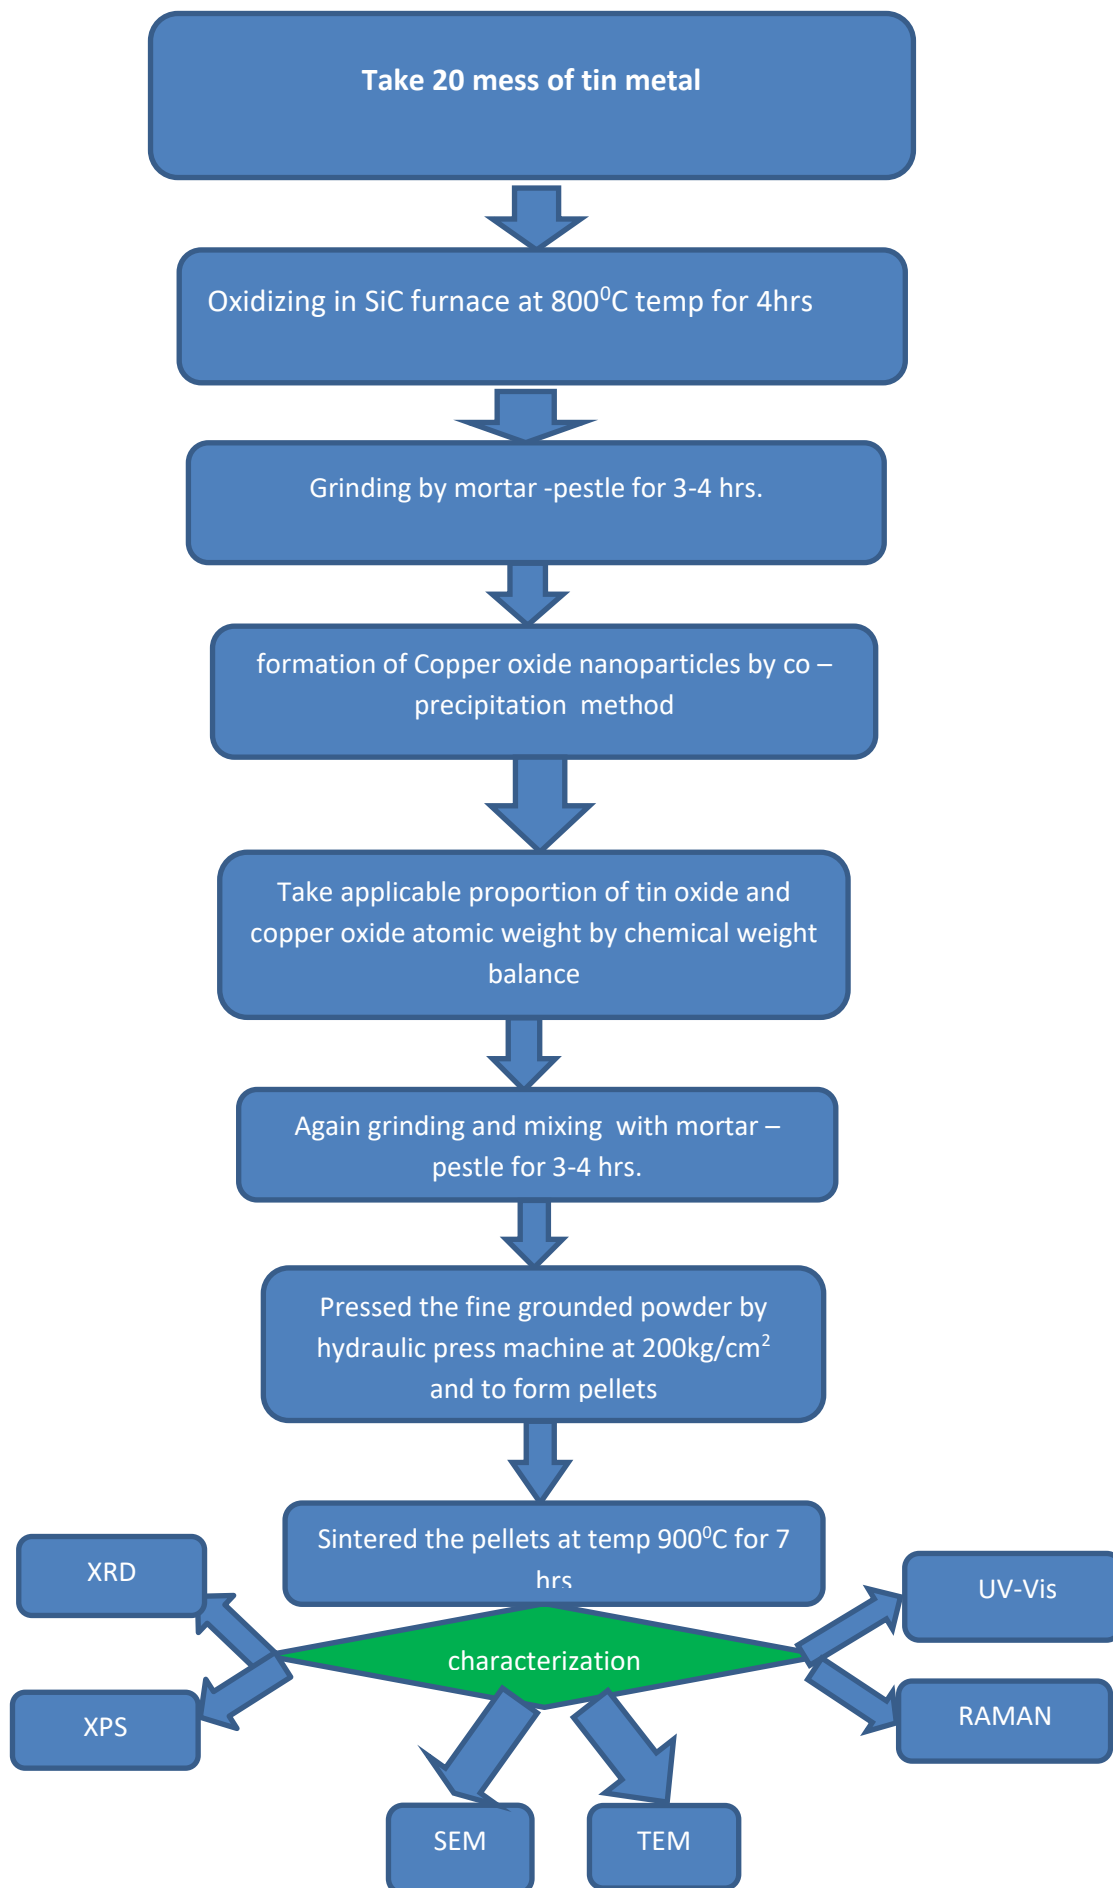 Take 20 mess of tin metal
Oxidizing in SiC furnace at 800⁰C temp for 4hrs
Grinding by mortar -pestle for 3-4 hrs.
formation of Copper oxide nanoparticles by co –
precipitation  method
Take applicable proportion of tin oxide and
copper oxide atomic weight by chemical weight
balance
Again grinding and mixing  with mortar –
pestle for 3-4 hrs.
Pressed the fine grounded powder by
hydraulic press machine at 200kg/cm²
and to form pellets
Sintered the pellets at temp 900⁰C for 7
hrs
XRD
UV-Vis
characterization
XPS
RAMAN
SEM
TEM